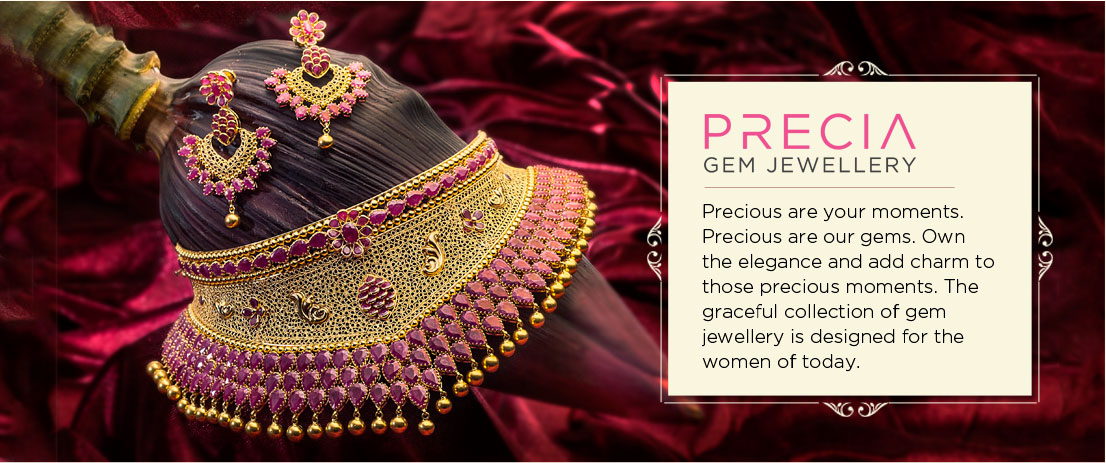 PRECIA
GEM JEWELLERY
Precious are your moments.
Precious are our gems. Own
the elegance and add charm to
those precious moments. The
graceful collection of gem
jewellery is designed for the
women of today.